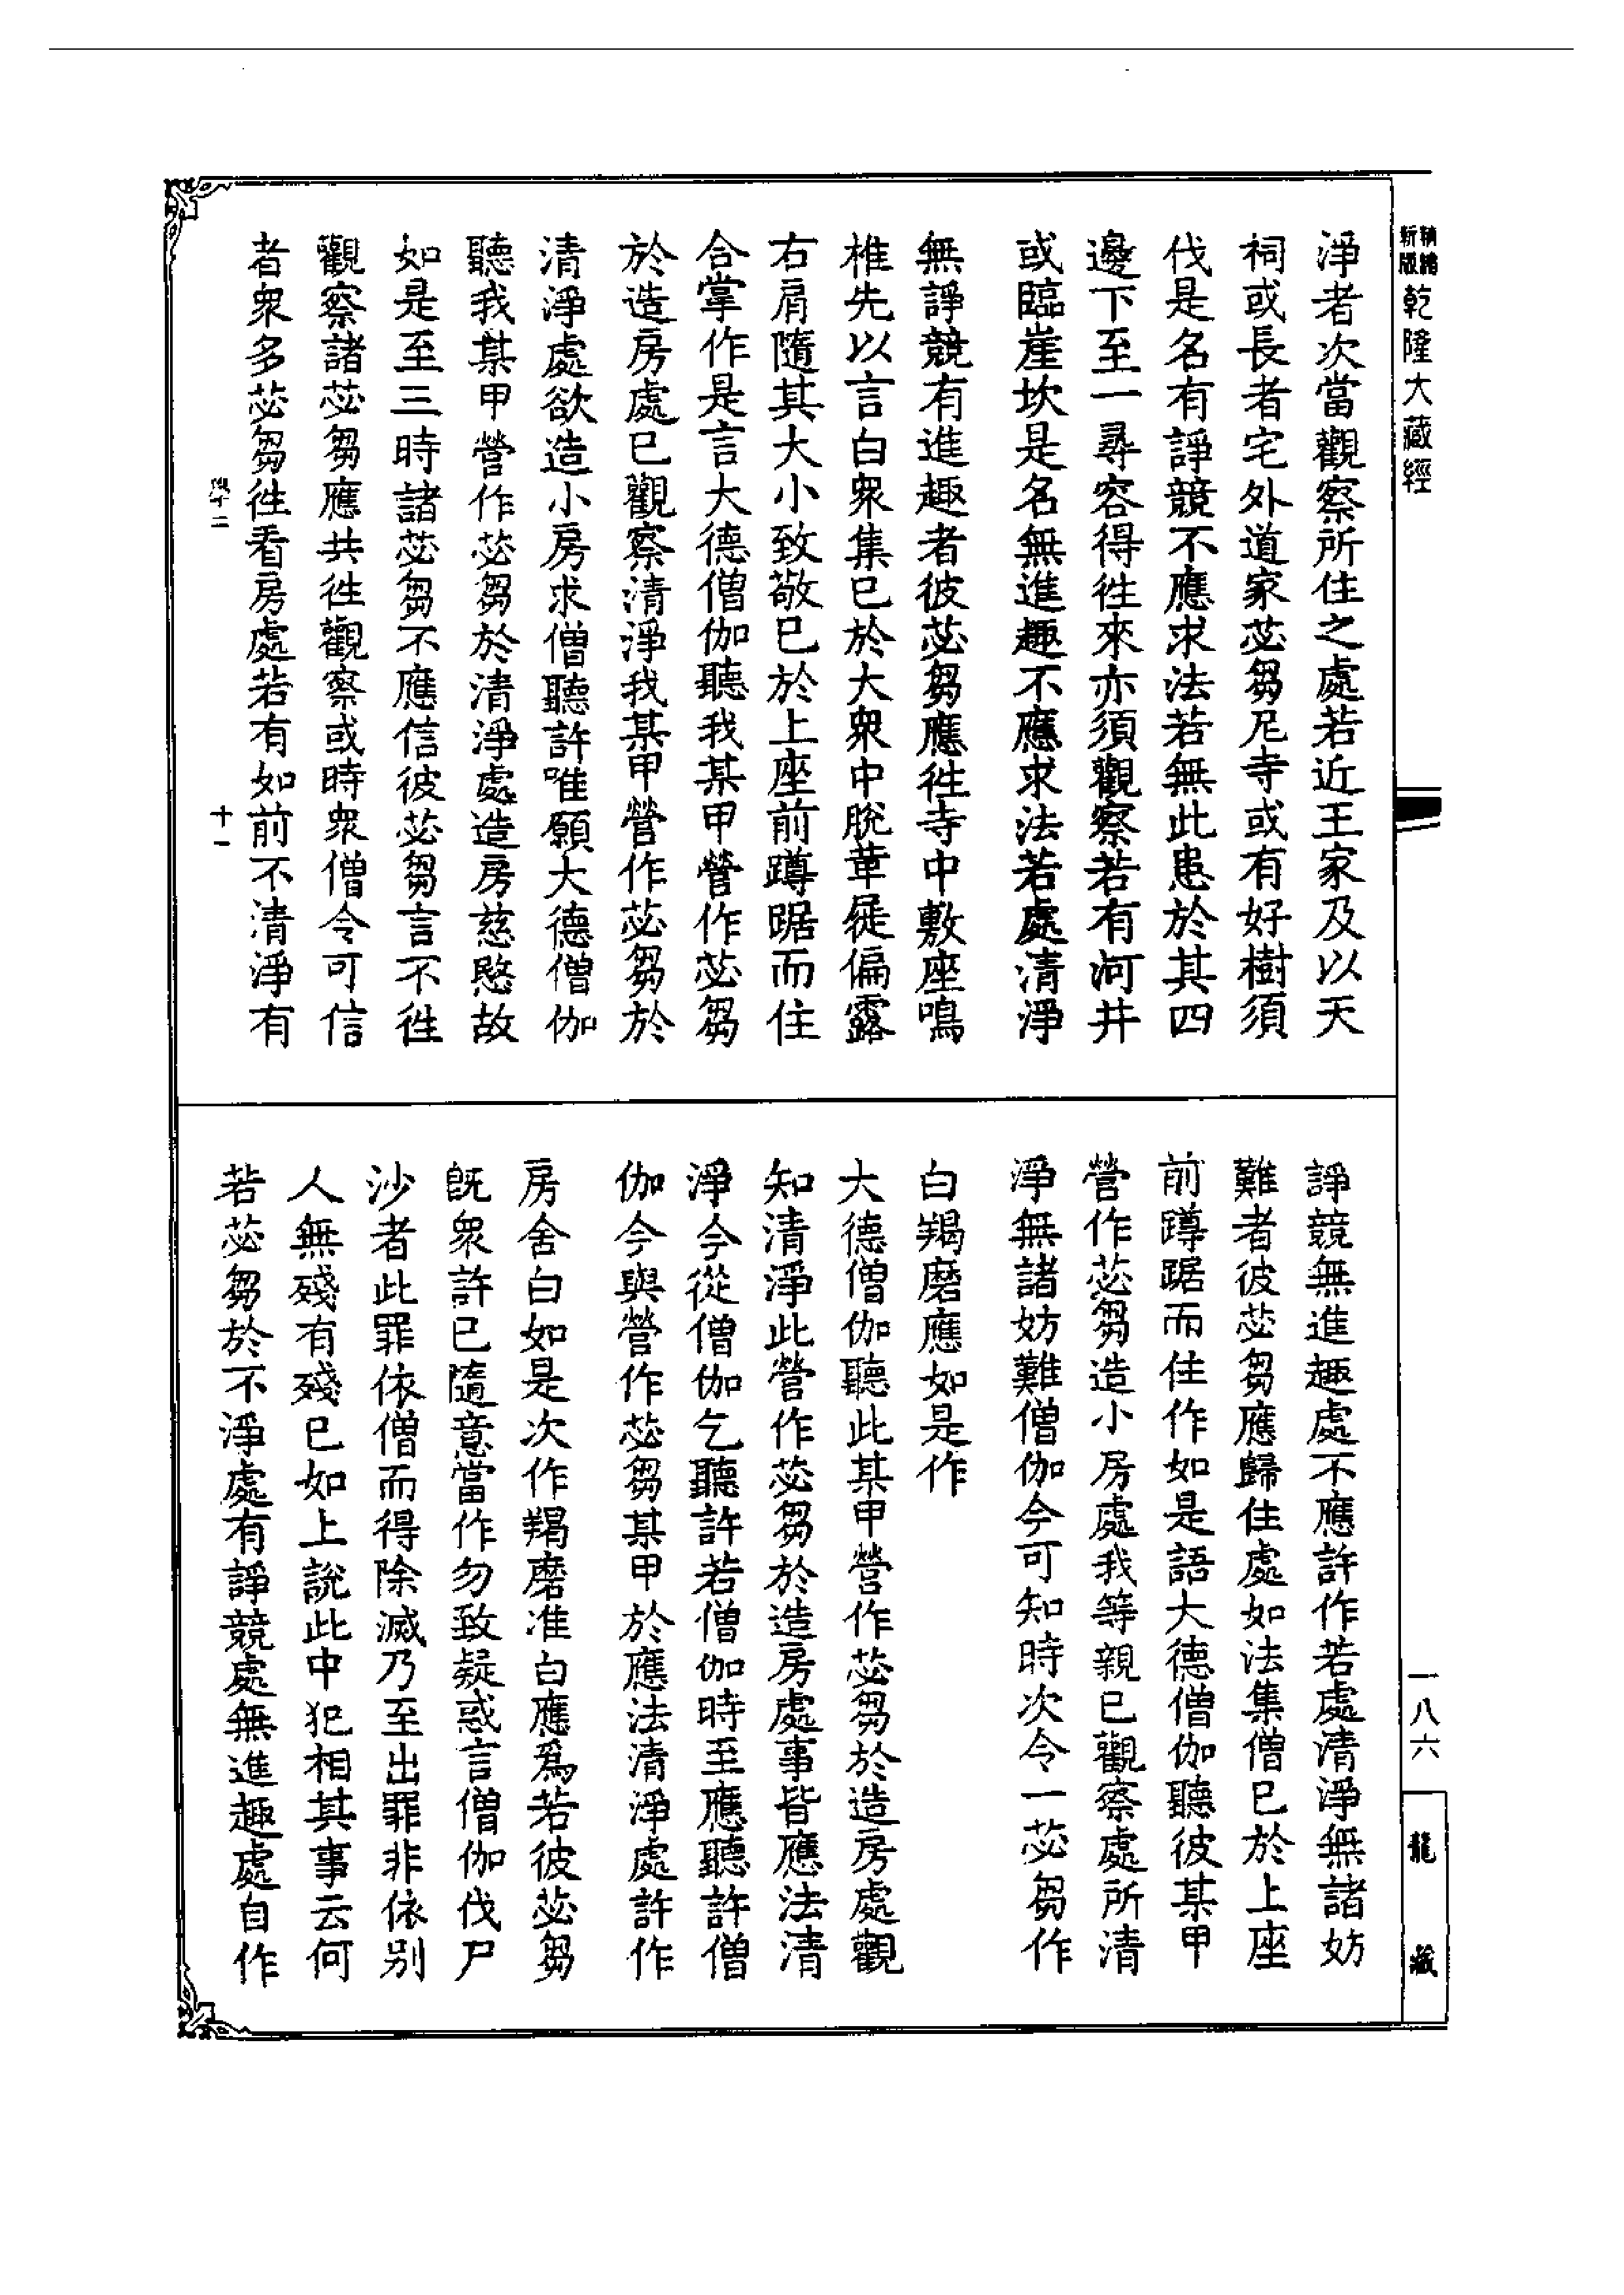 新版
精縮
乾隆大藏經
淨者次當觀察所住之處若近王家及以天
祠或長者宅外道家苾芻尼寺或有好樹須
伐是名有諍競不應求法若無此患於其四
邊下至一尋容得徃來亦須觀察若有河井
或臨崖坎是名無進趣不應求法若處清淨
無諍競有進趣者彼苾芻應徃寺中敷座鳴
椎先以言白衆集已於大衆中脫革屣偏露
右肩隨其大小致敬已於上座前蹲踞而住
合掌作是言大德僧伽聽我某甲營作苾芻
於造房處已觀察清淨我某甲營作苾芻於
清淨處欲造小房求僧聽許唯願大德僧伽
聽我某甲營作苾芻於清淨處造房慈愍故
如是至三時諸苾芻不應信彼苾芻言不徃
觀察諸苾芻應共徃觀察或時衆僧令可信
者衆多苾芻徃看房處若有如前不清淨有
十一
諍競無進趣處不應許作若處清淨無諸妨
難者彼苾芻應歸住處如法集僧已於上座
前蹲踞而住作如是語大德僧伽聽彼某甲
營作苾芻造小房處我等親已觀察處所清
淨無諸妨難僧伽今可知時次令一苾芻作
白羯磨應如是作
大德僧伽聽此某甲營作苾芻於造房處觀
知清淨此營作苾芻於造房處事皆應法清
淨今從僧伽乞聽許若僧伽時至應聽許僧
伽今與營作苾芻某甲於應法清淨處許作
房舍白如是次作羯磨准白應爲若彼苾芻
旣衆許已隨意當作勿致疑惑言僧伽伐尸
沙者此罪依僧而得除滅乃至出罪非依别
人無殘有殘已如上說此中犯相其事云何
若苾芻於不淨處有諍競處無進趣處自作
一八六
龍藏